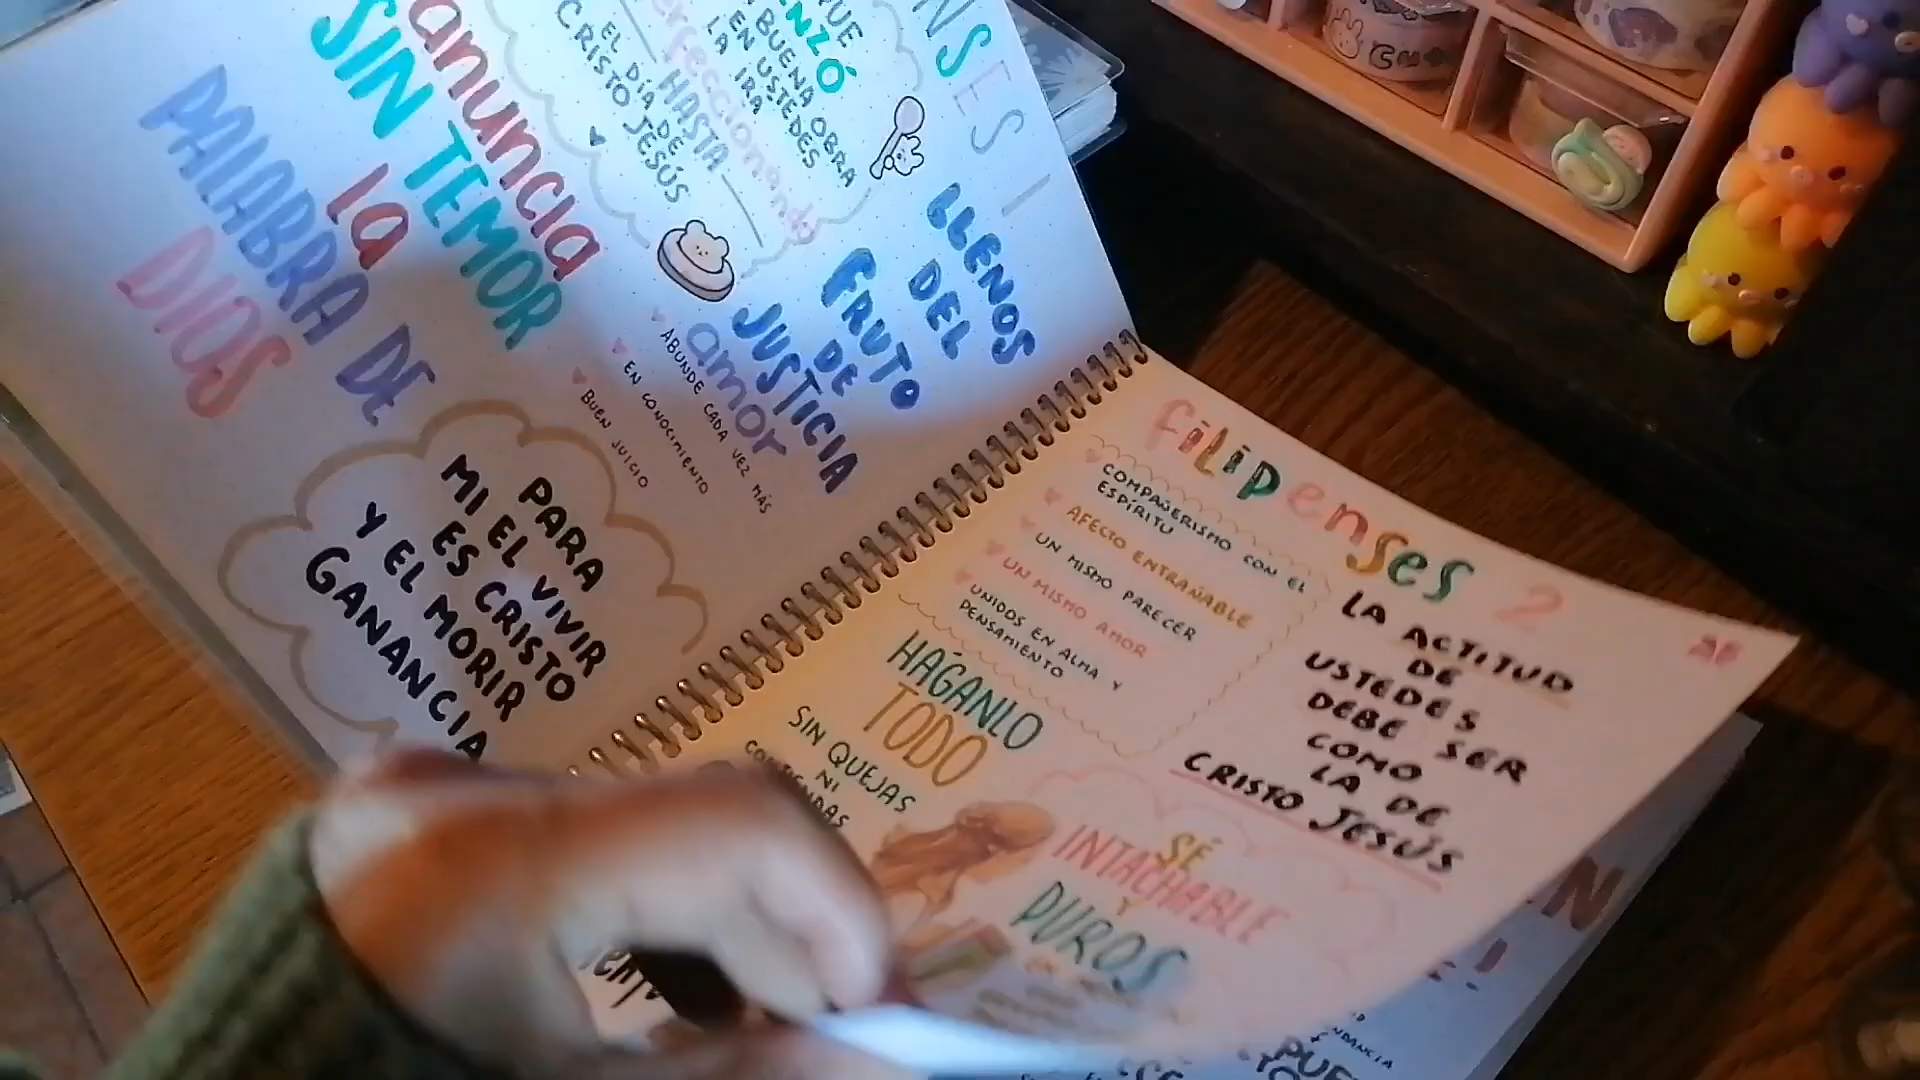 NSES 1
QUE
NZÓ
BUENA OBRA
EN USTEDES
LA IRÁ
perfeccionando
HASTA
EL DÍA DE
CRISTO JESÚS
LLENOS
DEL
FRUTO
DE
JUSTICIA
amor
ABUNDE CADA VEZ MÁS
EN CONOCIMIENTO
BUEN JUICIO
anuncia
SIN TEMOR
la
PALABRA DE
DIOS
PARA
MI EL VIVIR
ES CRISTO
Y EL MORIR
GANANCIA
filipenses 2
COMPAÑERISMO CON EL
ESPÍRITU
AFECTO ENTRAÑABLE
UN MISMO PARECER
UN MISMO AMOR
UNIDOS EN ALMA Y
PENSAMIENTO
LA ACTITUD
DE
USTEDES
DEBE SER
COMO
LA DE
CRISTO JESÚS
HÁGANLO
TODO
SIN QUEJAS
NI
SÉ
INTACHABLE
Y
PUROS